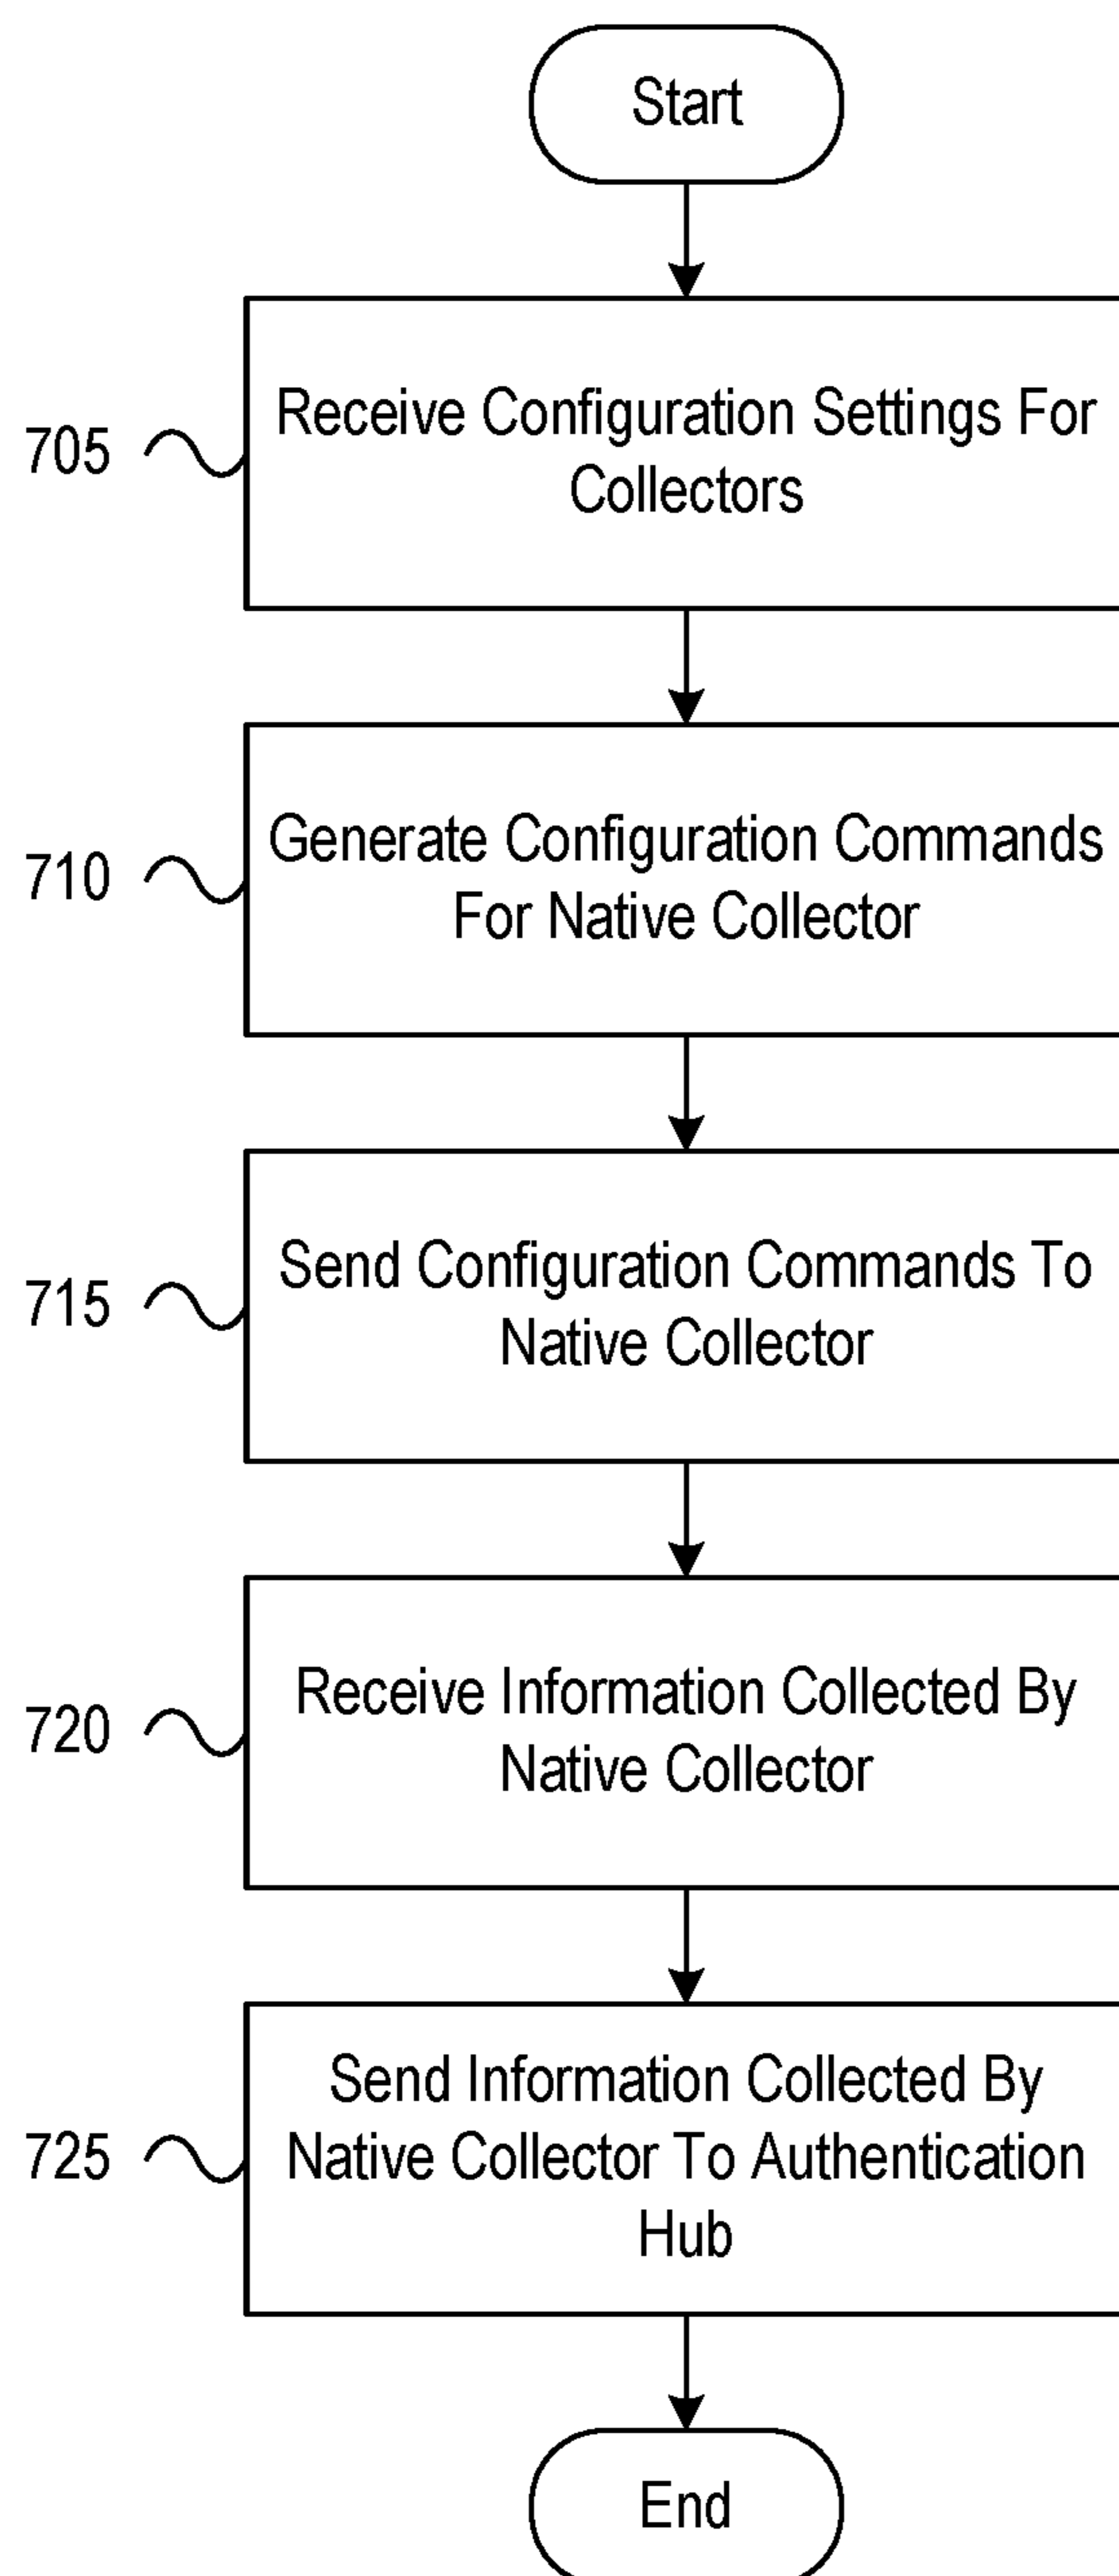 Start
705
Receive Configuration Settings For
Collectors
710
Generate Configuration Commands
For Native Collector
715
Send Configuration Commands To
Native Collector
720
Receive Information Collected By
Native Collector
725
Send Information Collected By
Native Collector To Authentication
Hub
End